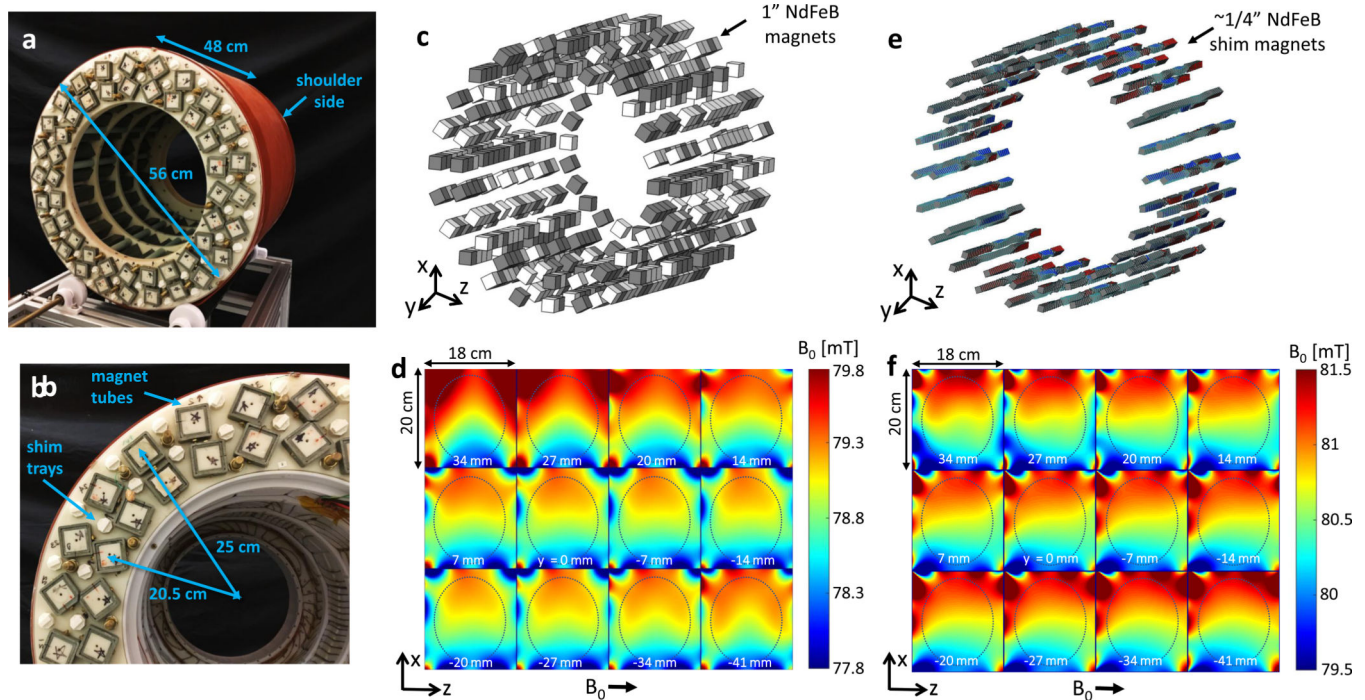 a
48 cm
shoulder
side
56 cm
bb
magnet
tubes
shim
trays
25 cm
20.5 cm
c
1” NdFeB
magnets
x
y
z
d
18 cm
20 cm
B0 [mT]
79.8
79.3
78.8
78.3
77.8
34 mm
27 mm
20 mm
14 mm
7 mm
y = 0 mm
-7 mm
-14 mm
-20 mm
-27 mm
-34 mm
-41 mm
x
z
B0
e
~1/4” NdFeB
shim magnets
x
y
z
f
18 cm
20 cm
B0 [mT]
81.5
81
80.5
80
79.5
34 mm
27 mm
20 mm
14 mm
7 mm
y = 0 mm
-7 mm
-14 mm
-20 mm
-27 mm
-34 mm
-41 mm
x
z
B0